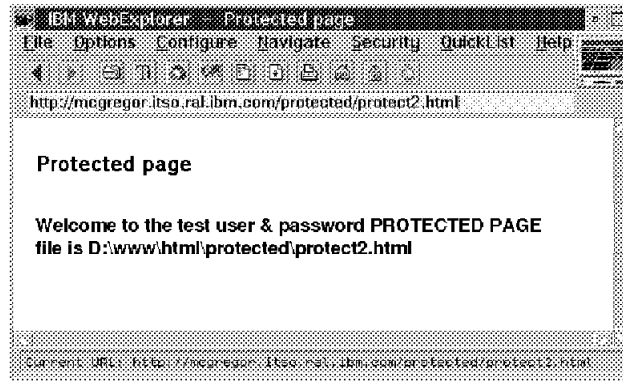 IBM WebExplorer - Protected page
File Options Configure Navigate Security QuickList Help
http://mcgregor.itso.ral.ibm.com/protected/protect2.html
Protected page
Welcome to the test user & password PROTECTED PAGE
file is D:\www\html\protected\protect2.html
Current URL: http://mcgregor.itso.ral.ibm.com/protected/protect2.html